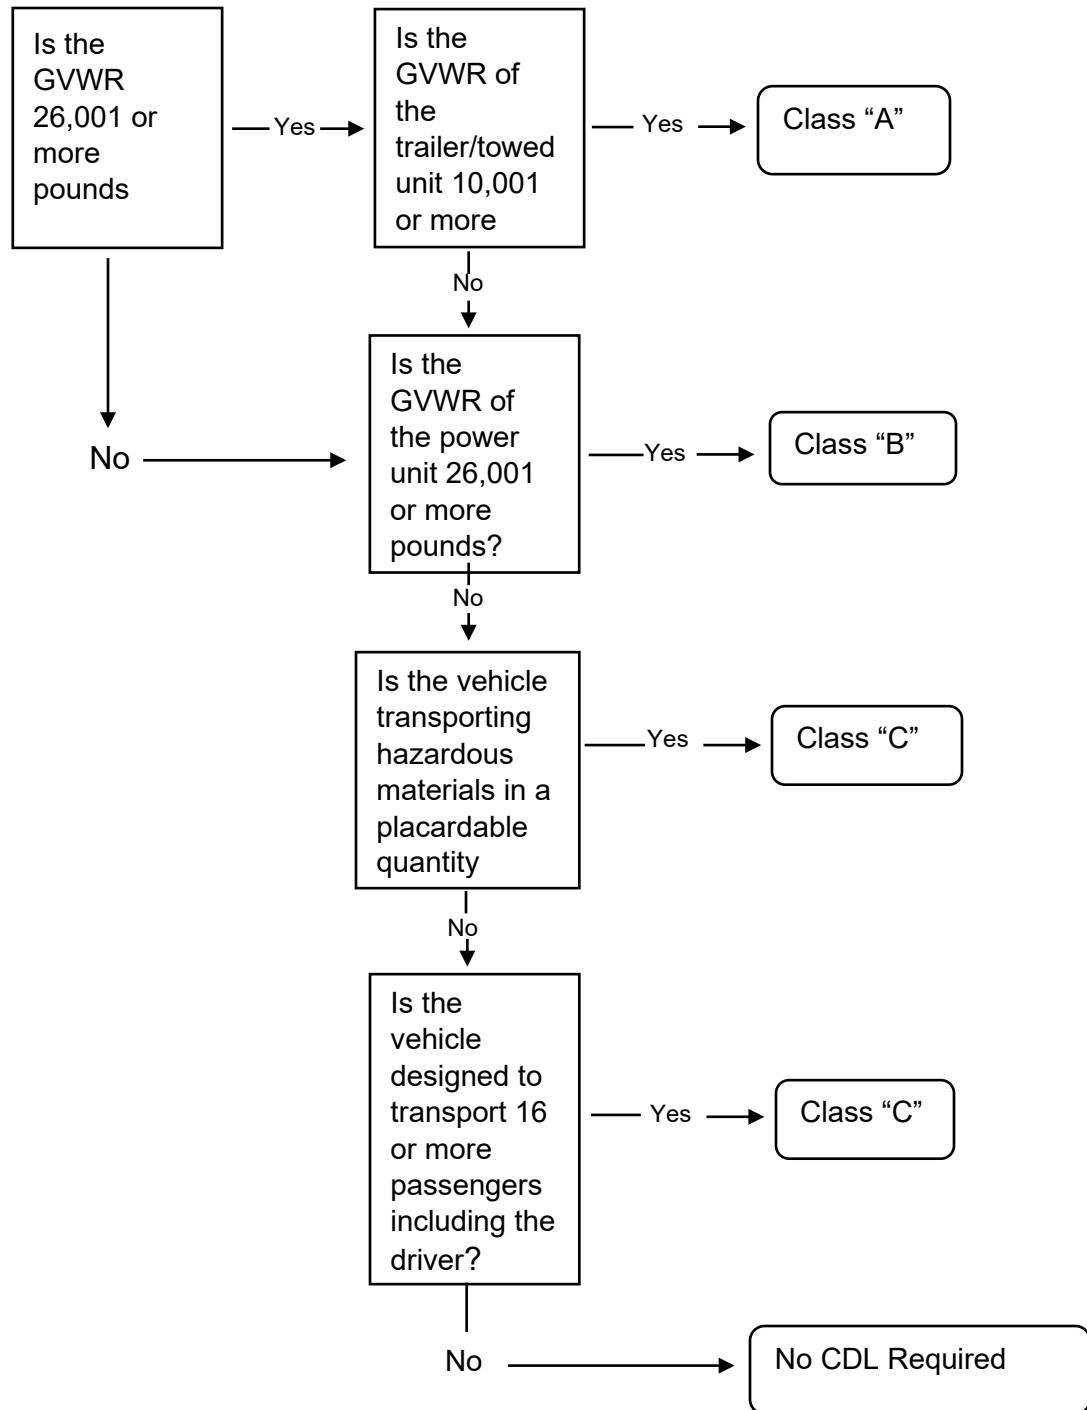 Is the
GVWR
26,001 or
more
pounds
Yes
Is the
GVWR of
the
trailer/towed
unit 10,001
or more
Yes
Class “A”
No
No
Is the
GVWR of
the power
unit 26,001
or more
pounds?
Yes
Class “B”
No
Is the vehicle
transporting
hazardous
materials in a
placardable
quantity
Yes
Class “C”
No
Is the
vehicle
designed to
transport 16
or more
passengers
including the
driver?
Yes
Class “C”
No
No CDL Required